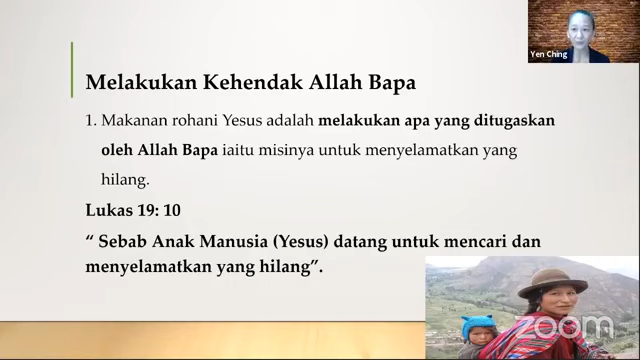 Yen Ching
Melakukan Kehendak Allah Bapa
1. Makanan rohani Yesus adalah melakukan apa yang ditugaskan
oleh Allah Bapa iaitu misinya untuk menyelamatkan yang
hilang.
Lukas 19: 10
“ Sebab Anak Manusia (Yesus) datang untuk mencari dan
menyelamatkan yang hilang”.
zoom